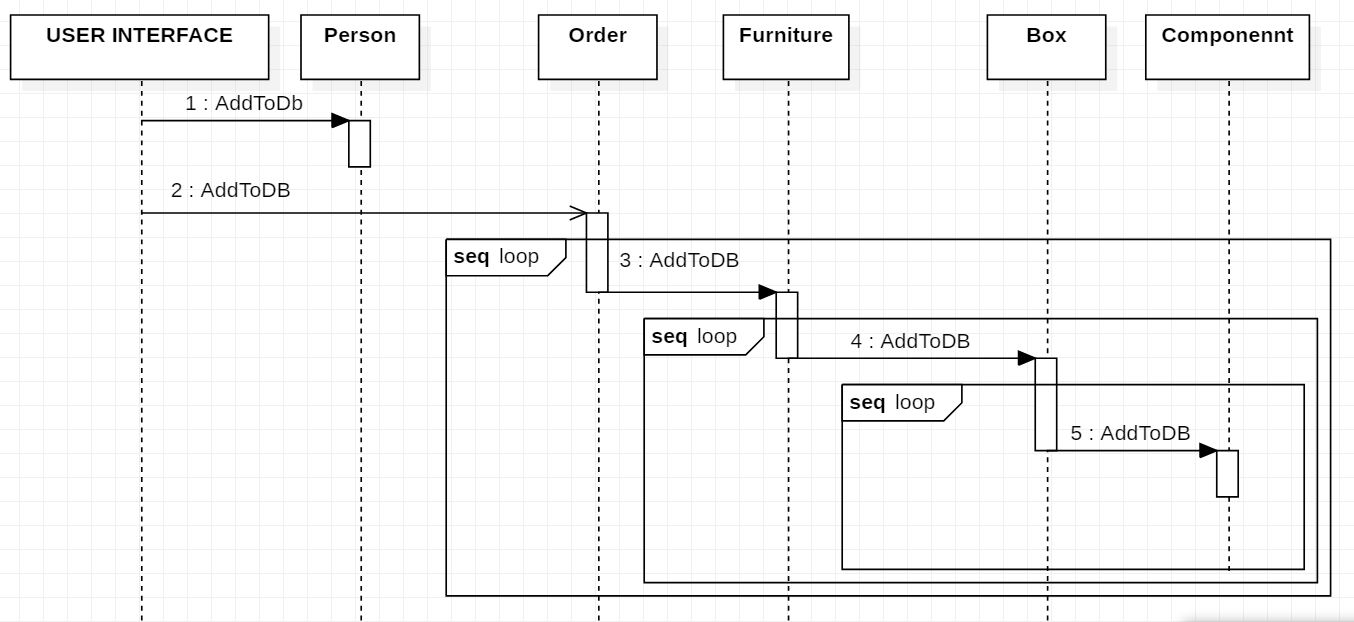 USER INTERFACE
Person
Order
Furniture
Box
Componennt
1 : AddToDb
2 : AddToDB
seq loop
3 : AddToDB
seq loop
4 : AddToDB
seq loop
5 : AddToDB